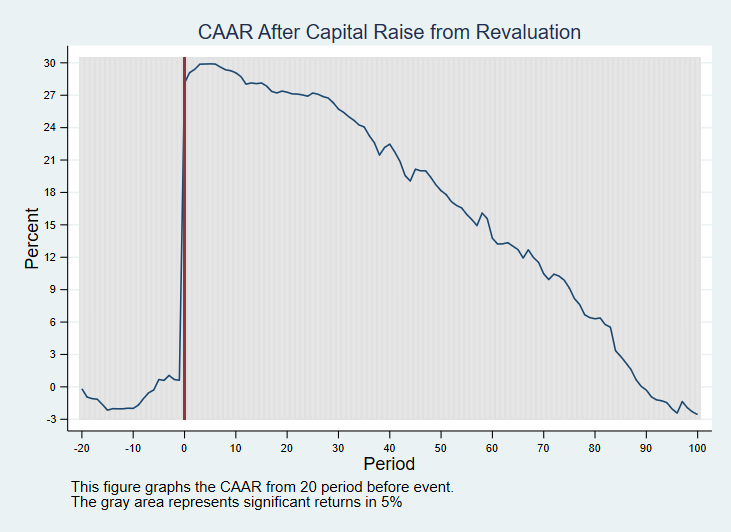 CAAR After Capital Raise from Revaluation
30
27
24
21
18
15
12
9
6
3
0
-3
Percent
-20 -10 0 10 20 30 40 50 60 70 80 90 100
Period
This figure graphs the CAAR from 20 period before event.
The gray area represents significant returns in 5%